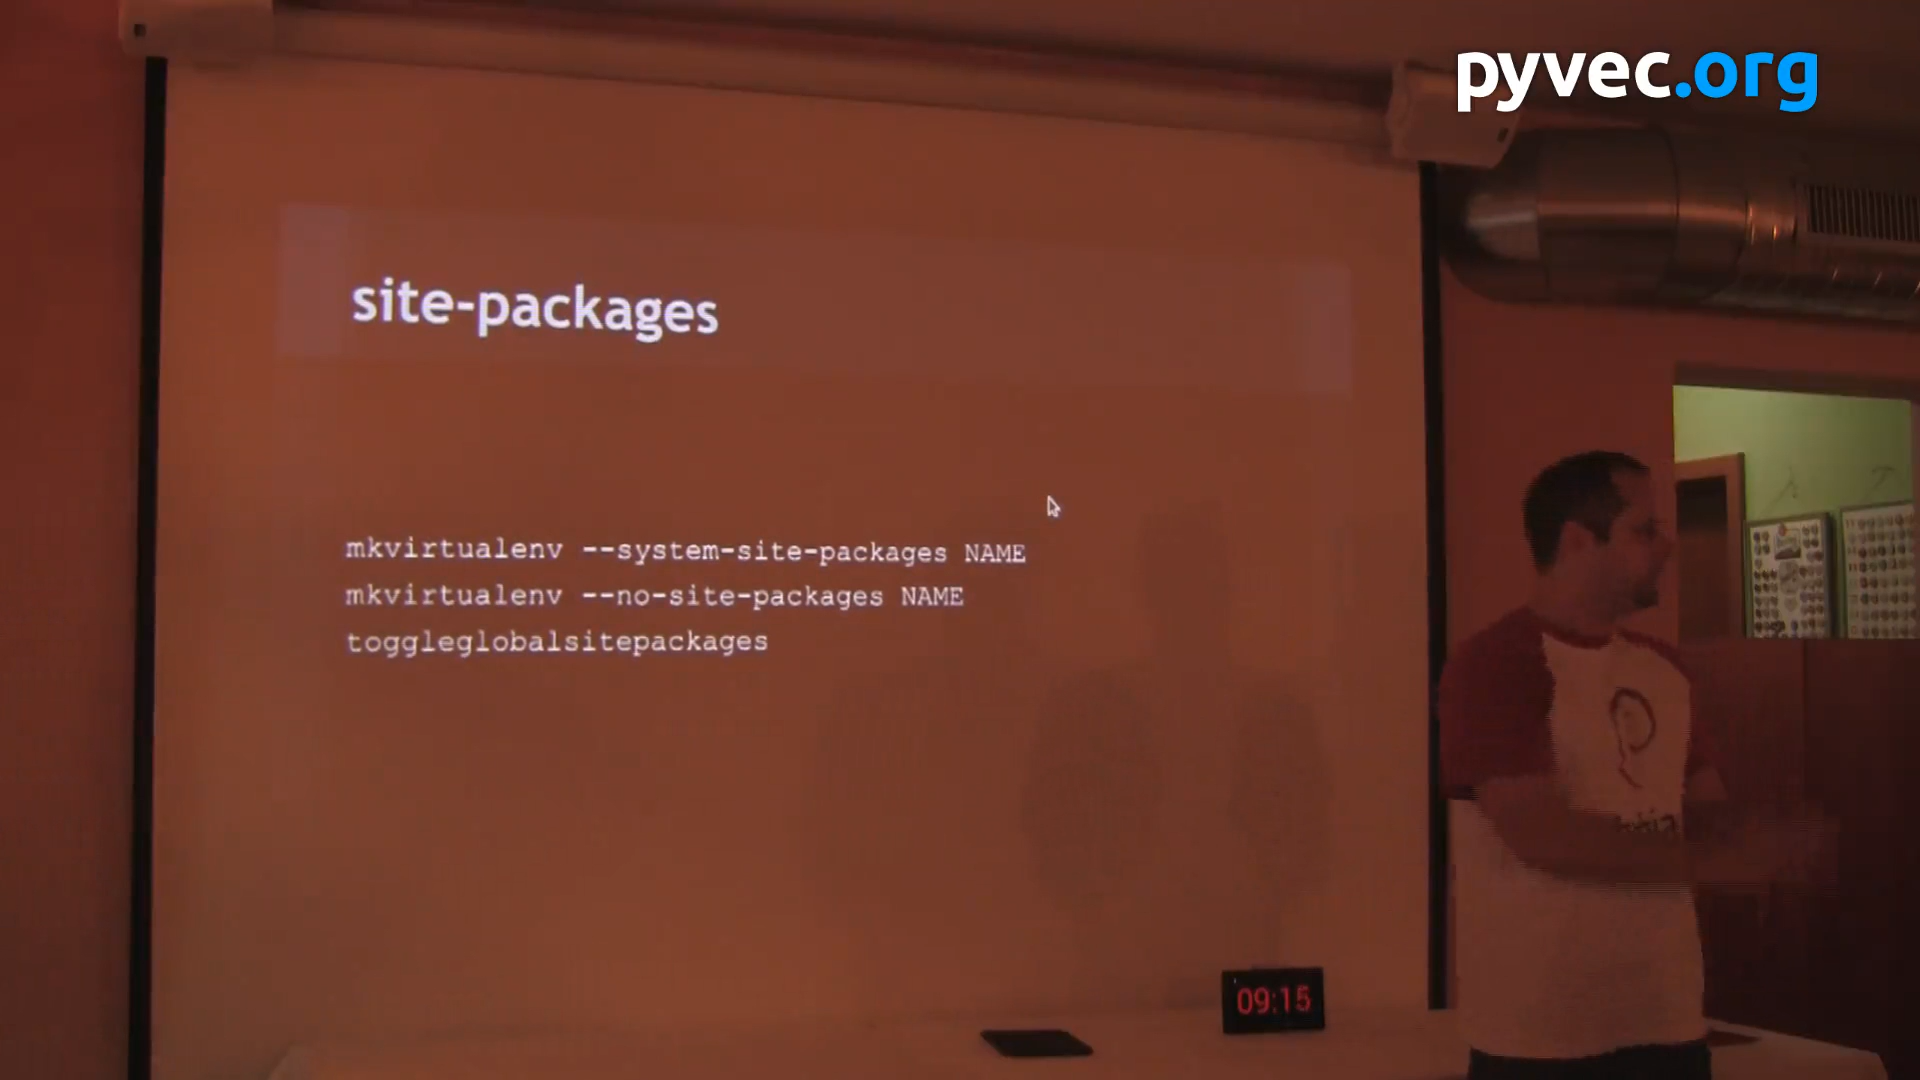 pyvec.org
site-packages
mkvirtualenv --system-site-packages NAME
mkvirtualenv --no-site-packages NAME
toggleglobalsitepackages
09:15